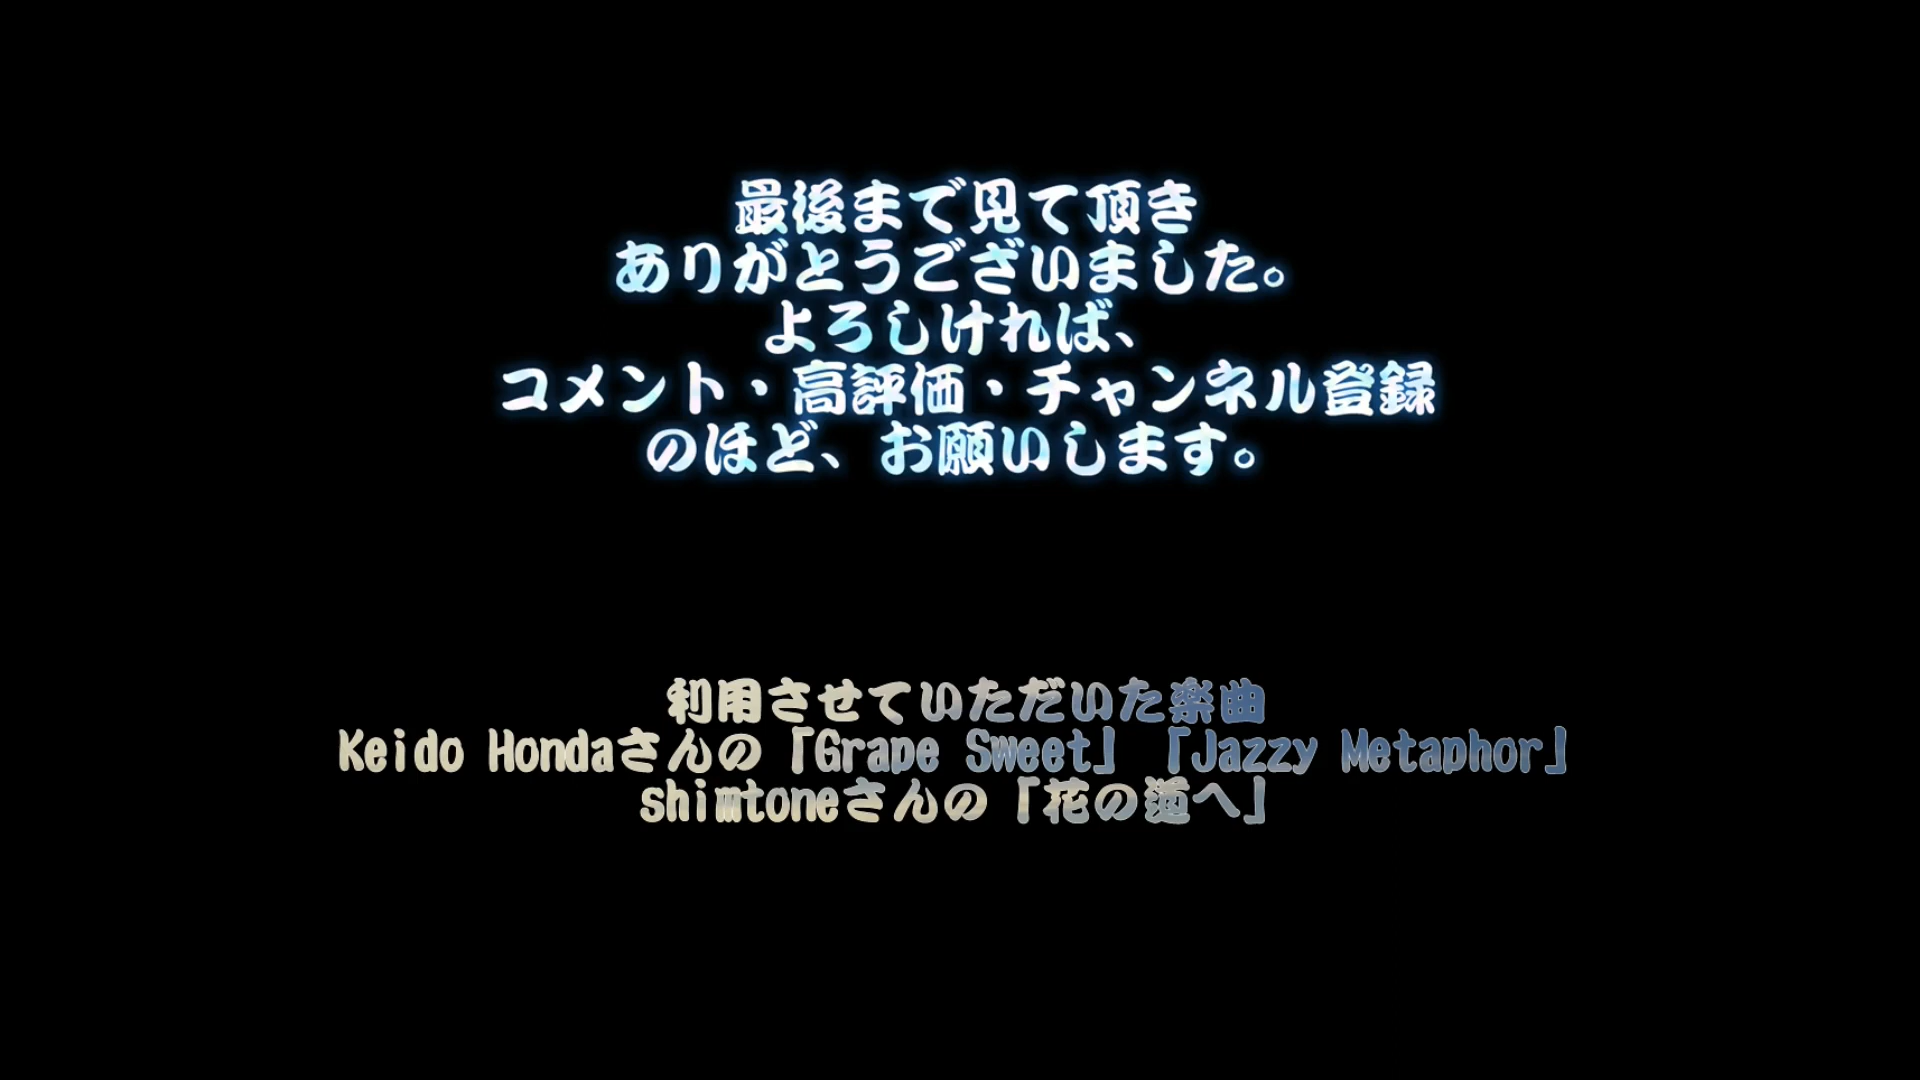 最後まで見て頂き
ありがとうございました。
よろしければ、
コメント・高評価・チャンネル登録
のほど、お願いします。
利用させていただいた楽曲
Keido Hondaさんの「Grape Sweet」「Jazzy Metaphor」
shimtoneさんの「花の道へ」